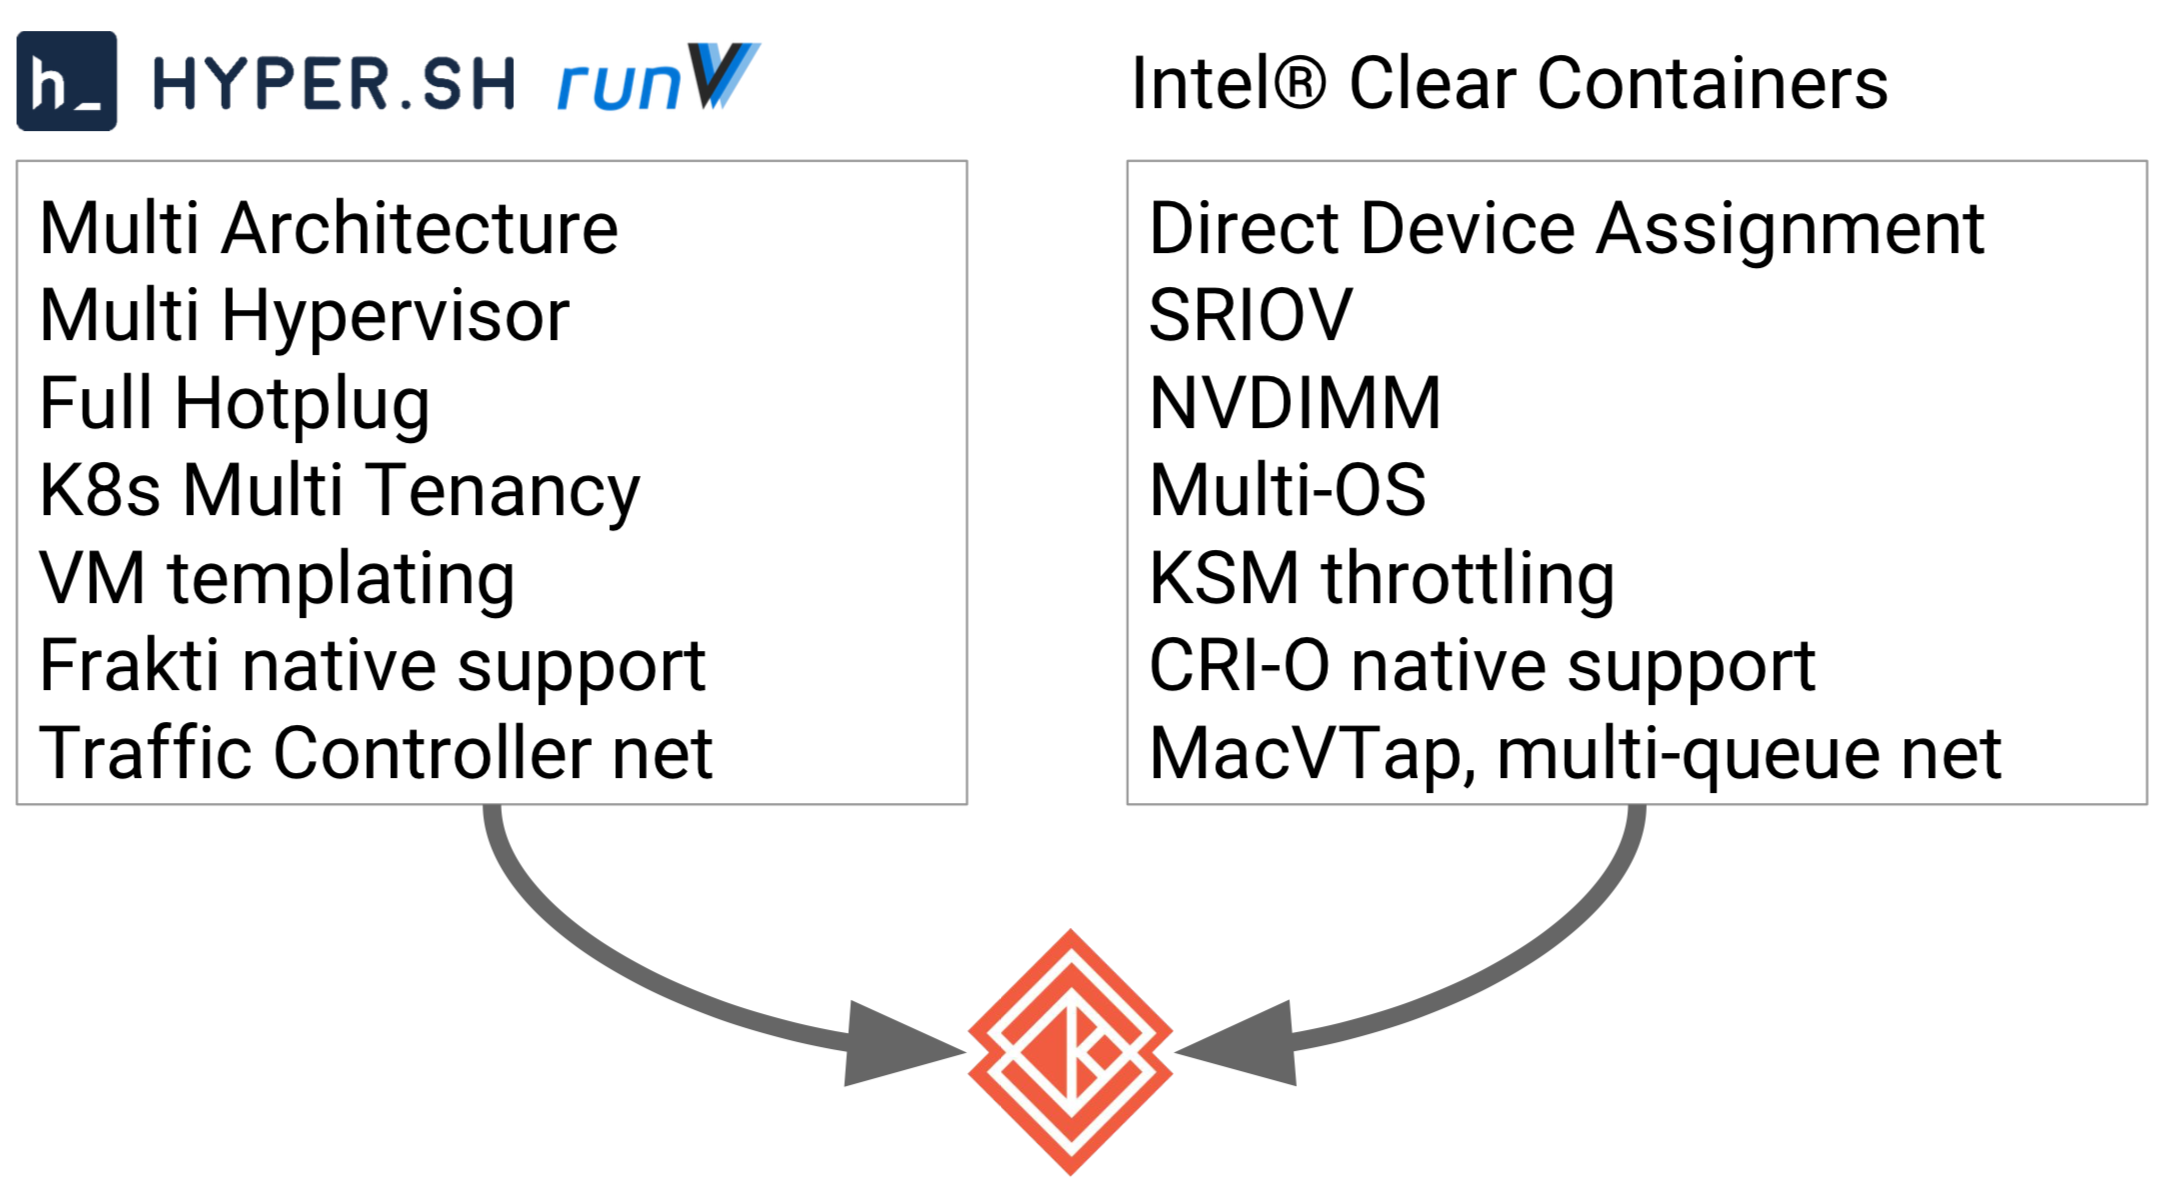 h_ HYPER.SH runV
Multi Architecture
Multi Hypervisor
Full Hotplug
K8s Multi Tenancy
VM templating
Frakti native support
Traffic Controller net
Intel® Clear Containers
Direct Device Assignment
SRIOV
NVDIMM
Multi-OS
KSM throttling
CRI-O native support
MacVTap, multi-queue net
K